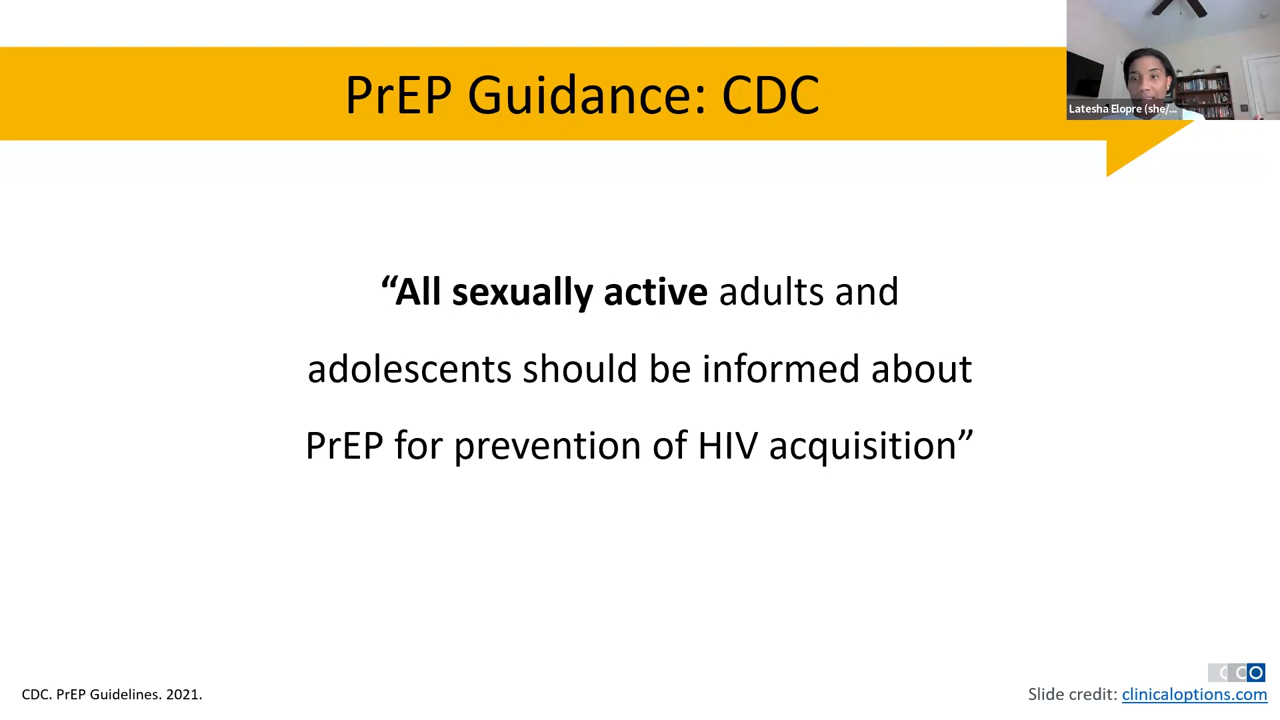 PrEP Guidance: CDC
Latesha Elopre (she/...
“All sexually active adults and
adolescents should be informed about
PrEP for prevention of HIV acquisition”
CCO
CDC. PrEP Guidelines. 2021.
Slide credit: clinicaloptions.com